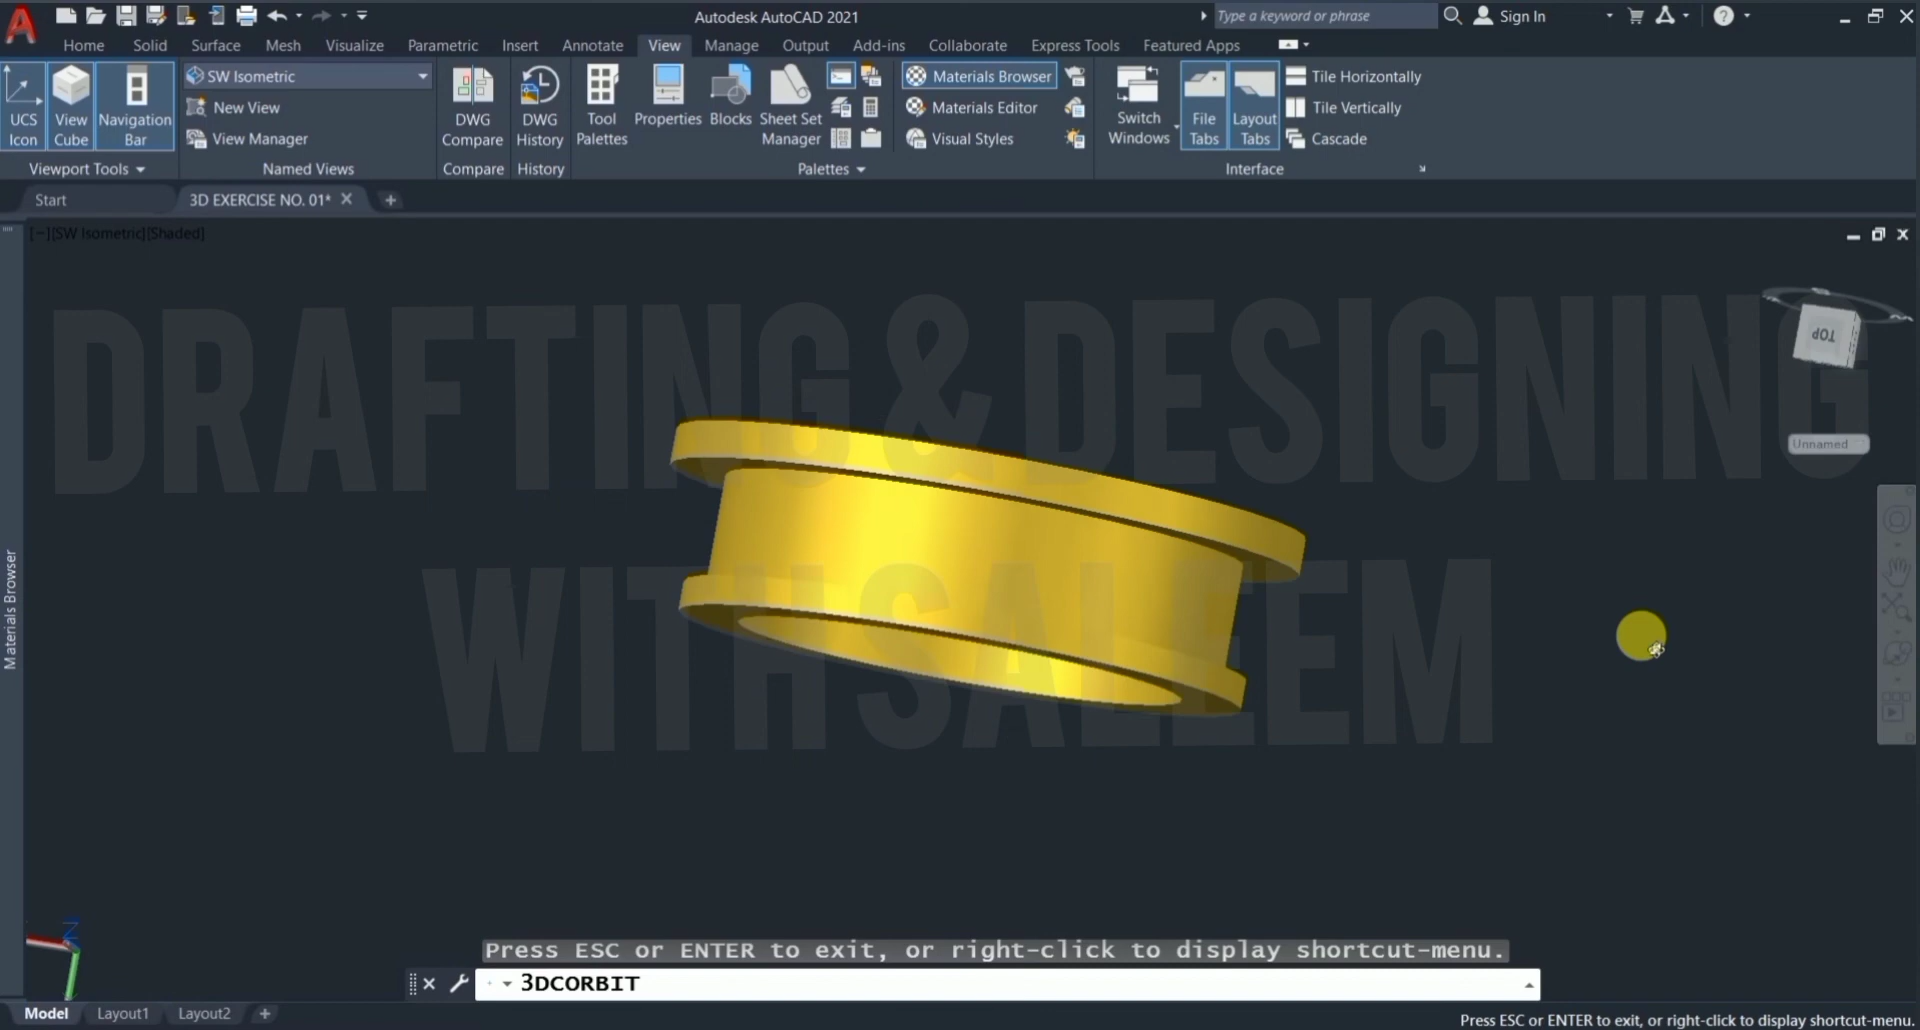 Autodesk AutoCAD 2021
Type a keyword or phrase
Sign In
Home Solid Surface Mesh Visualize Parametric Insert Annotate View Manage Output Add-ins Collaborate Express Tools Featured Apps
UCS Icon
View Cube
Navigation Bar
Viewport Tools
SW Isometric
New View
View Manager
Named Views
DWG Compare
Compare
DWG History
History
Tool Palettes
Properties
Blocks
Sheet Set Manager
Materials Browser
Materials Editor
Visual Styles
Palettes
Switch Windows
File Tabs
Layout Tabs
Tile Horizontally
Tile Vertically
Cascade
Interface
Start
3D EXERCISE NO. 01*
[−][SW Isometric][Shaded]
DRAFTING & DESIGNING
WITH SALEEM
TOP
Unnamed
Materials Browser
Z
Press ESC or ENTER to exit, or right-click to display shortcut-menu.
3DCORBIT
Model Layout1 Layout2 +
Press ESC or ENTER to exit, or right-click to display shortcut-menu.